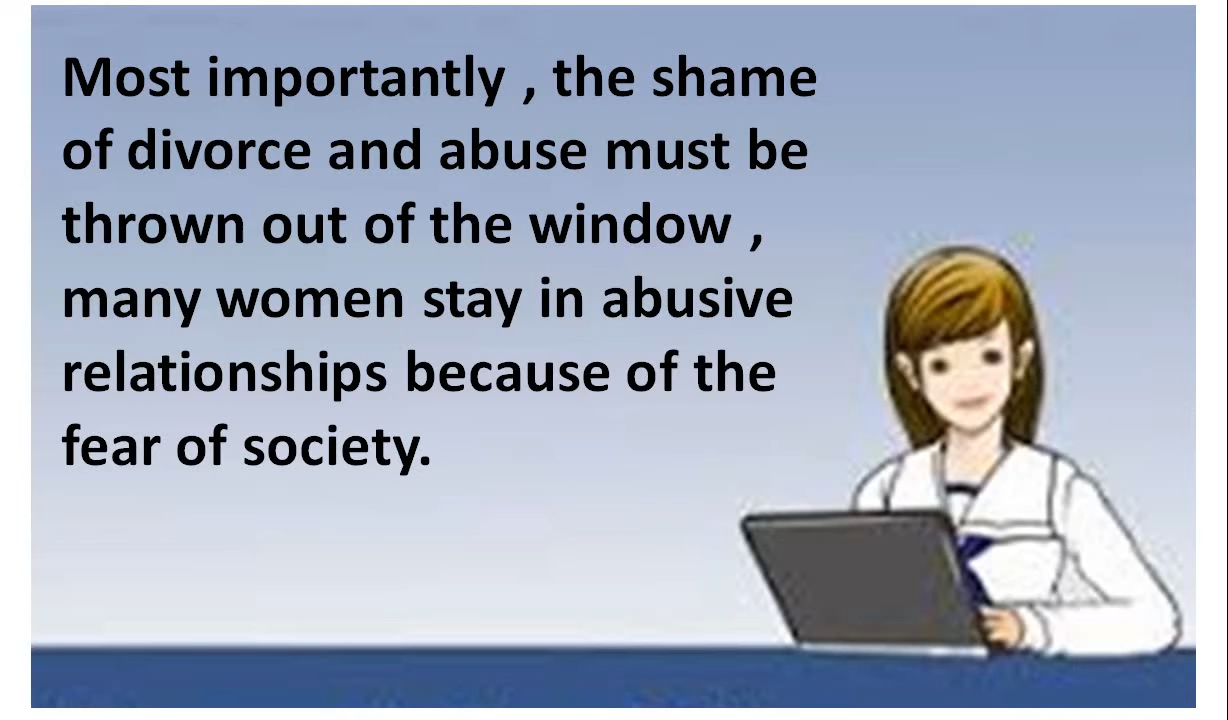 Most importantly , the shame
of divorce and abuse must be
thrown out of the window ,
many women stay in abusive
relationships because of the
fear of society.